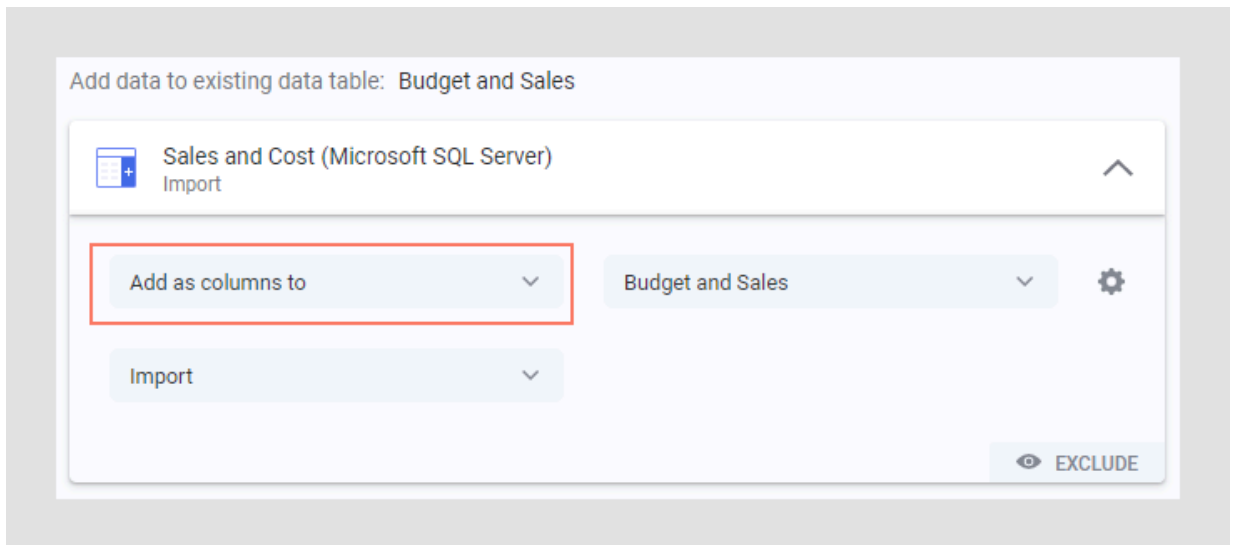 Add data to existing data table: Budget and Sales
Sales and Cost (Microsoft SQL Server)
Import
Add as columns to
Budget and Sales
Import
EXCLUDE